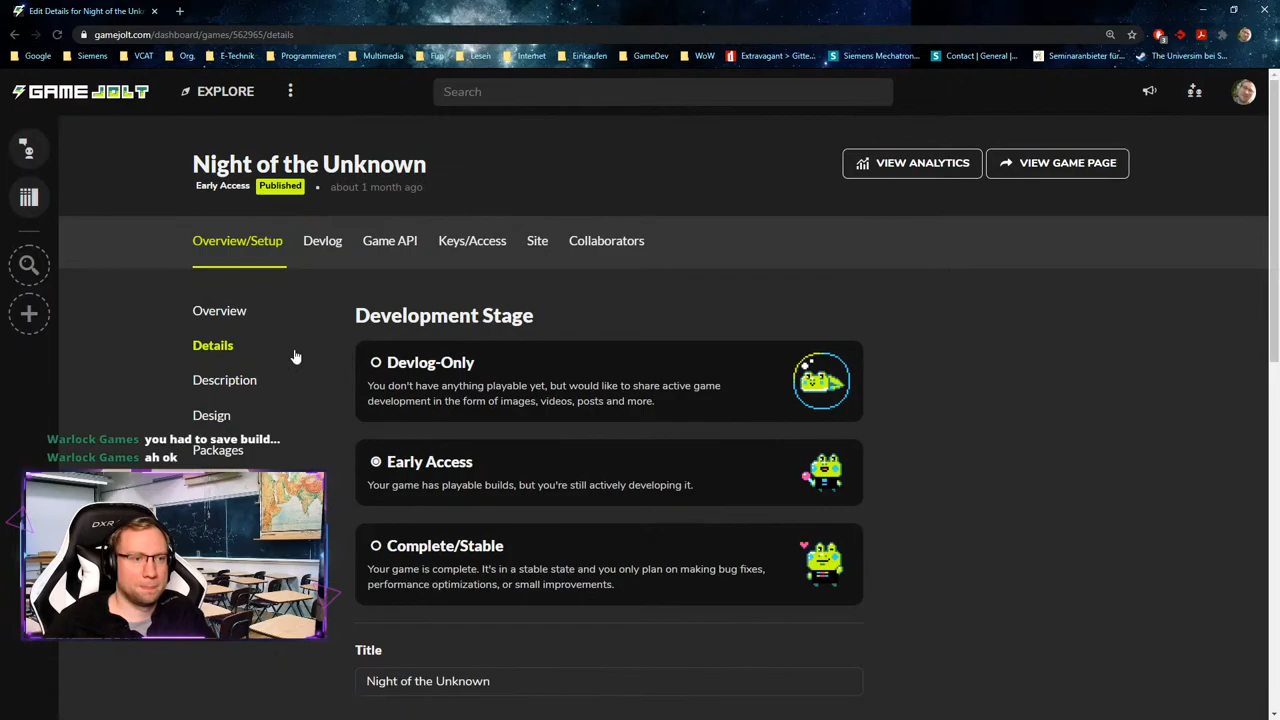 Edit Details for Night of the Unkn
gamejolt.com/dashboard/games/562965/details
Google Siemens VCAT Org. E-Technik Programmieren Multimedia Fun Lesen Internet Einkaufen GameDev WoW Extravagant > Gitte... Siemens Mechatron... Contact | General |... Seminaranbieter für... The Universim bei S...
GAME JOLT EXPLORE Search
Night of the Unknown
VIEW ANALYTICS VIEW GAME PAGE
Early Access Published • about 1 month ago
Overview/Setup Devlog Game API Keys/Access Site Collaborators
Overview
Details
Description
Design
Packages
Warlock Games you had to save build...
Warlock Games ah ok
DXR
Development Stage
Devlog-Only
You don't have anything playable yet, but would like to share active game
development in the form of images, videos, posts and more.
Early Access
Your game has playable builds, but you're still actively developing it.
Complete/Stable
Your game is complete. It's in a stable state and you only plan on making bug fixes,
performance optimizations, or small improvements.
Title
Night of the Unknown